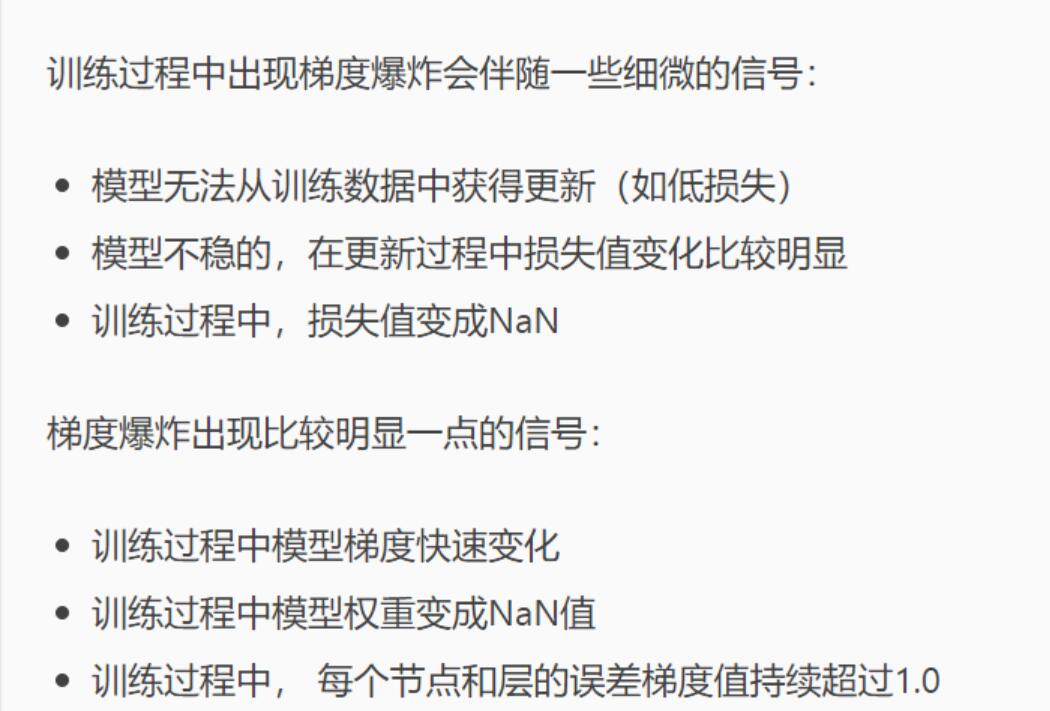 训练过程中出现梯度爆炸会伴随一些细微的信号：
• 模型无法从训练数据中获得更新（如低损失）
• 模型不稳的，在更新过程中损失值变化比较明显
• 训练过程中，损失值变成NaN
梯度爆炸出现比较明显一点的信号：
• 训练过程中模型梯度快速变化
• 训练过程中模型权重变成NaN值
• 训练过程中， 每个节点和层的误差梯度值持续超过1.0